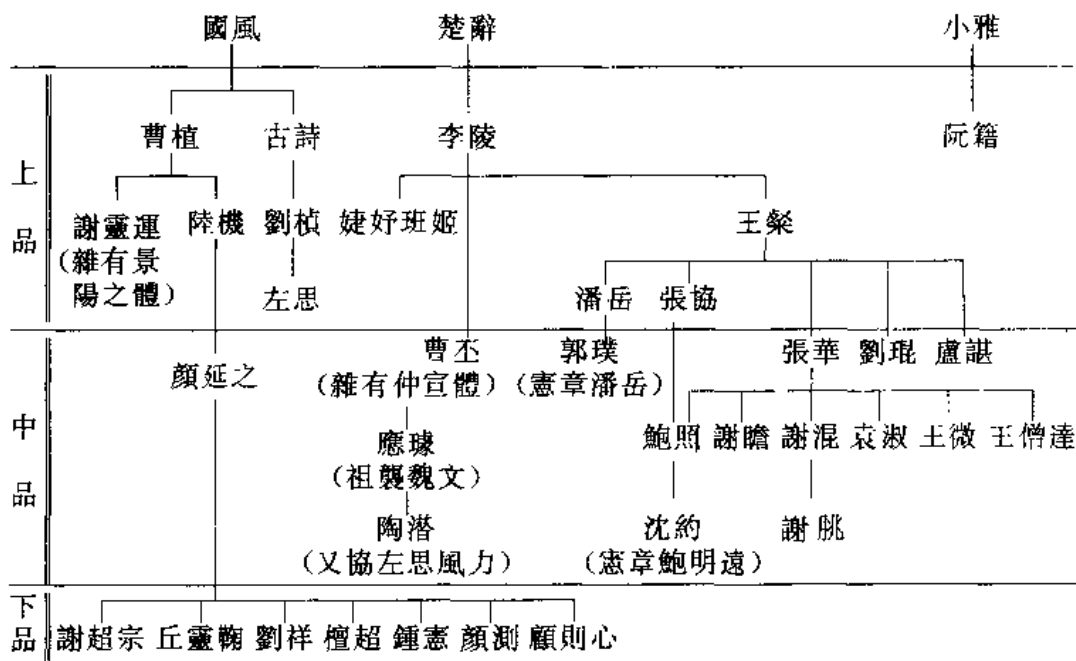 國風 楚辭 小雅
曹植 古詩 李陵 阮籍
上品
謝靈運 陸機 劉楨 婕妤班姬 王粲
(雜有景
陽之體)
左思 潘岳 張協
曹丕 郭璞 張華 劉琨 盧諶
顏延之
(雜有仲宣體) (憲章潘岳)
中品
鮑照 謝瞻 謝混 袁淑 王微 王僧達
應璩
(祖襲魏文)
陶潛 沈約 謝朓
(又協左思風力) (憲章鮑明遠)
下品
謝超宗 丘靈鞠 劉祥 檀超 鍾憲 顏測 顧則心